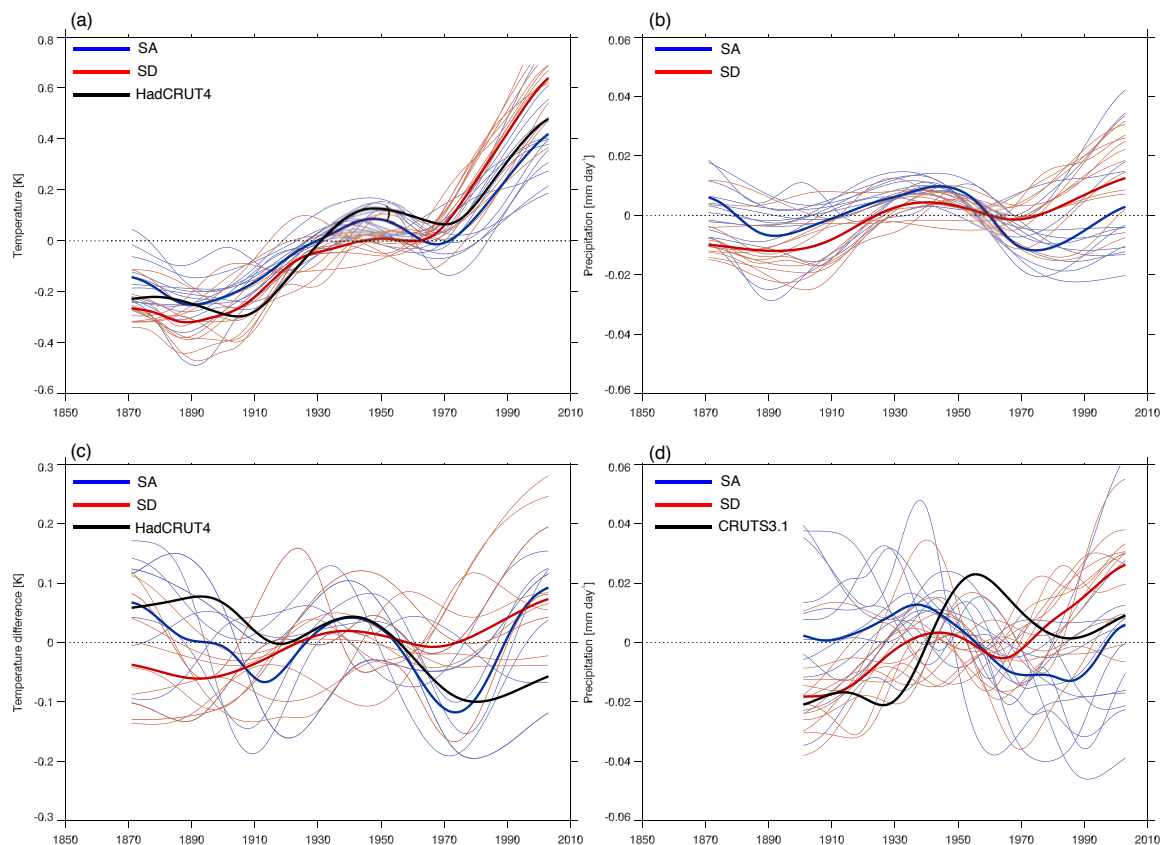 (a)
SA
SD
HadCRUT4
Temperature [K]
0.8
0.6
0.4
0.2
0
-0.2
-0.4
-0.6
1850 1870 1890 1910 1930 1950 1970 1990 2010
(b)
SA
SD
Precipitation [mm day⁻¹]
0.06
0.04
0.02
0
-0.02
-0.04
-0.06
1850 1870 1890 1910 1930 1950 1970 1990 2010
(c)
SA
SD
HadCRUT4
Temperature difference [K]
0.3
0.2
0.1
0
-0.1
-0.2
-0.3
1850 1870 1890 1910 1930 1950 1970 1990 2010
(d)
SA
SD
CRUTS3.1
Precipitation [mm day⁻¹]
0.06
0.04
0.02
0
-0.02
-0.04
-0.06
1850 1870 1890 1910 1930 1950 1970 1990 2010